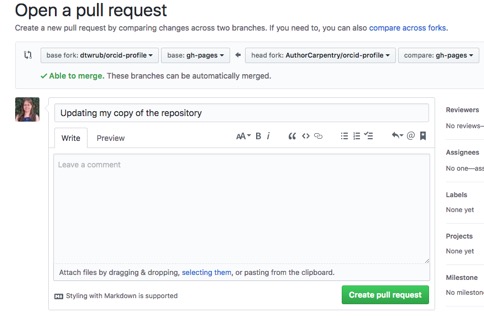 Open a pull request
Create a new pull request by comparing changes across two branches. If you need to, you can also compare across forks.
base fork: dtwrub/orcid-profile base: gh-pages head fork: AuthorCarpentry/orcid-profile compare: gh-pages
Able to merge. These branches can be automatically merged.
Updating my copy of the repository
Write Preview
AA B i
@
Leave a comment
Attach files by dragging & dropping, selecting them, or pasting from the clipboard.
Styling with Markdown is supported
Create pull request
Reviewers
No reviews—
Assignees
No one—ass
Labels
None yet
Projects
None yet
Milestone
No mileston